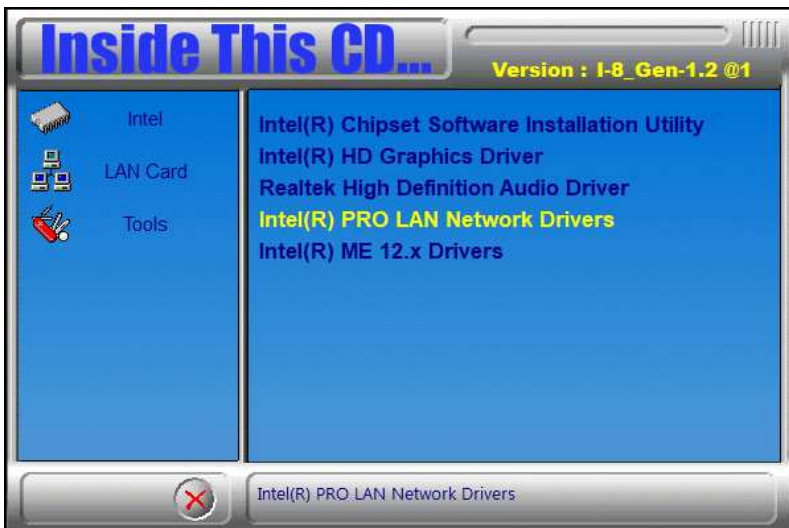 Inside This CD...
Version : I-8_Gen-1.2 @1
Intel
LAN Card
Tools
Intel(R) Chipset Software Installation Utility
Intel(R) HD Graphics Driver
Realtek High Definition Audio Driver
Intel(R) PRO LAN Network Drivers
Intel(R) ME 12.x Drivers
Intel(R) PRO LAN Network Drivers